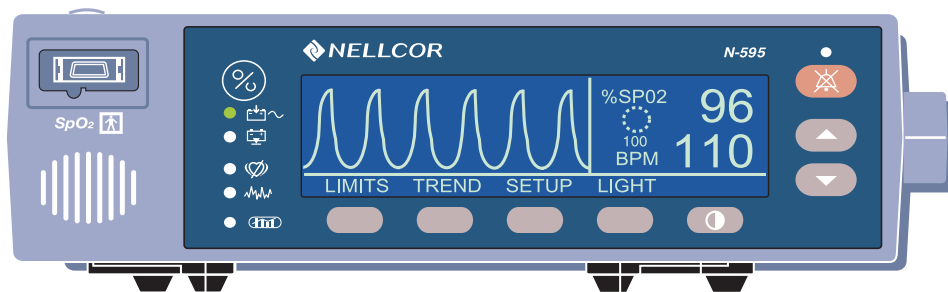 NELLCOR
N-595
SpO2
%SP02
96
100
BPM
110
LIMITS TREND SETUP LIGHT